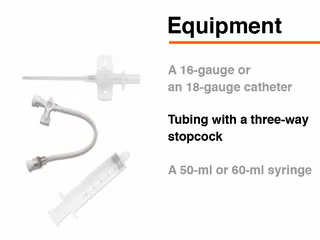 Equipment
A 16-gauge or
an 18-gauge catheter
Tubing with a three-way
stopcock
A 50-ml or 60-ml syringe